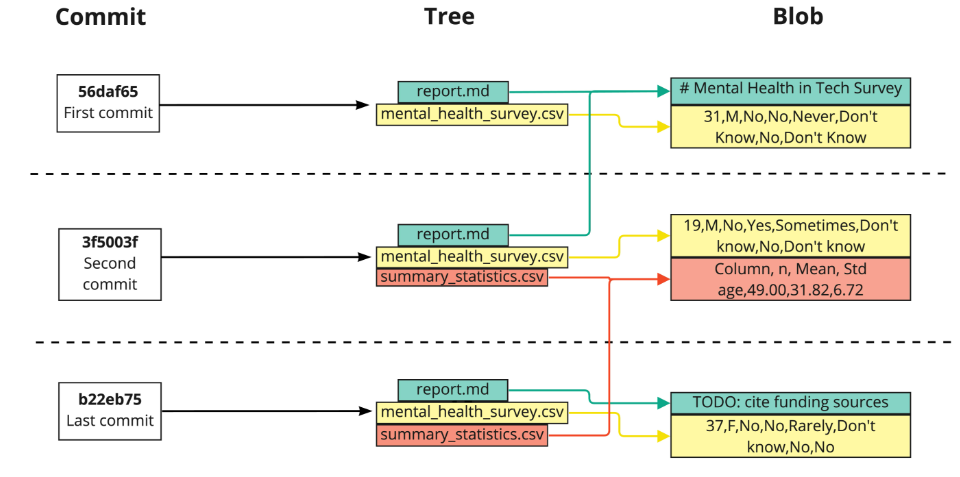 Commit
Tree
Blob
56daf65
First commit
report.md
mental_health_survey.csv
# Mental Health in Tech Survey
31,M,No,No,Never,Don't
Know,No,Don't Know
3f5003f
Second
commit
report.md
mental_health_survey.csv
summary_statistics.csv
19,M,No,Yes,Sometimes,Don't
know,No,Don't know
Column, n, Mean, Std
age,49.00,31.82,6.72
b22eb75
Last commit
report.md
mental_health_survey.csv
summary_statistics.csv
TODO: cite funding sources
37,F,No,No,Rarely,Don't
know,No,No